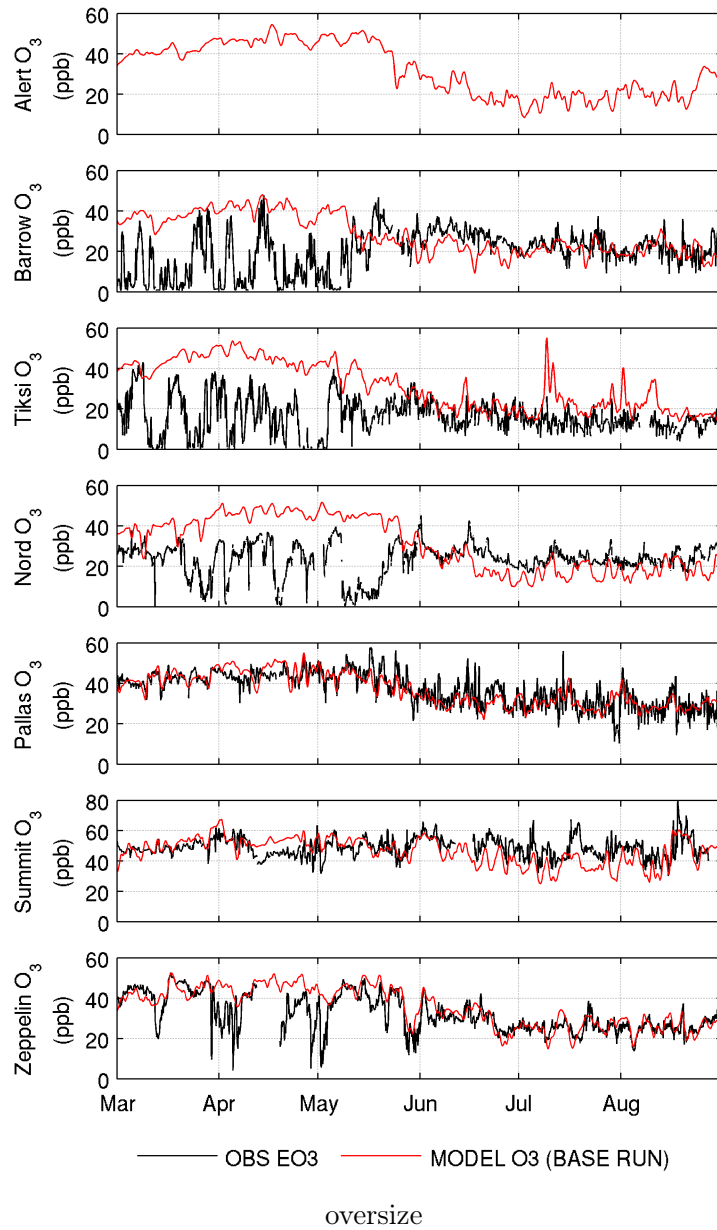 Alert O3
(ppb)
60
40
20
0
Barrow O3
(ppb)
60
40
20
0
Tiksi O3
(ppb)
60
40
20
0
Nord O3
(ppb)
60
40
20
0
Pallas O3
(ppb)
60
40
20
0
Summit O3
(ppb)
80
60
40
20
0
Zeppelin O3
(ppb)
60
40
20
0
Mar Apr May Jun Jul Aug
OBS EO3 MODEL O3 (BASE RUN)
oversize